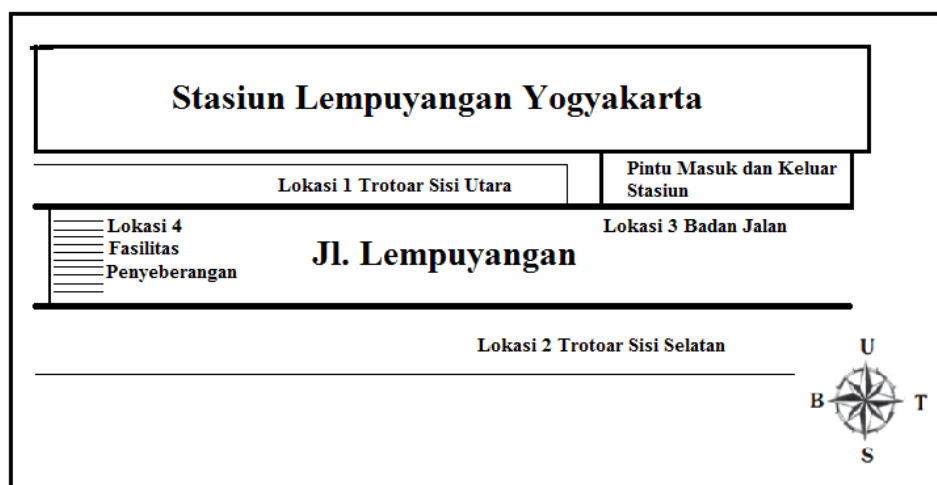 Stasiun Lempuyangan Yogyakarta
Pintu Masuk dan Keluar
Stasiun
Lokasi 1 Trotoar Sisi Utara
Lokasi 4
Fasilitas
Penyeberangan
Jl. Lempuyangan
Lokasi 3 Badan Jalan
Lokasi 2 Trotoar Sisi Selatan
U
B
T
S